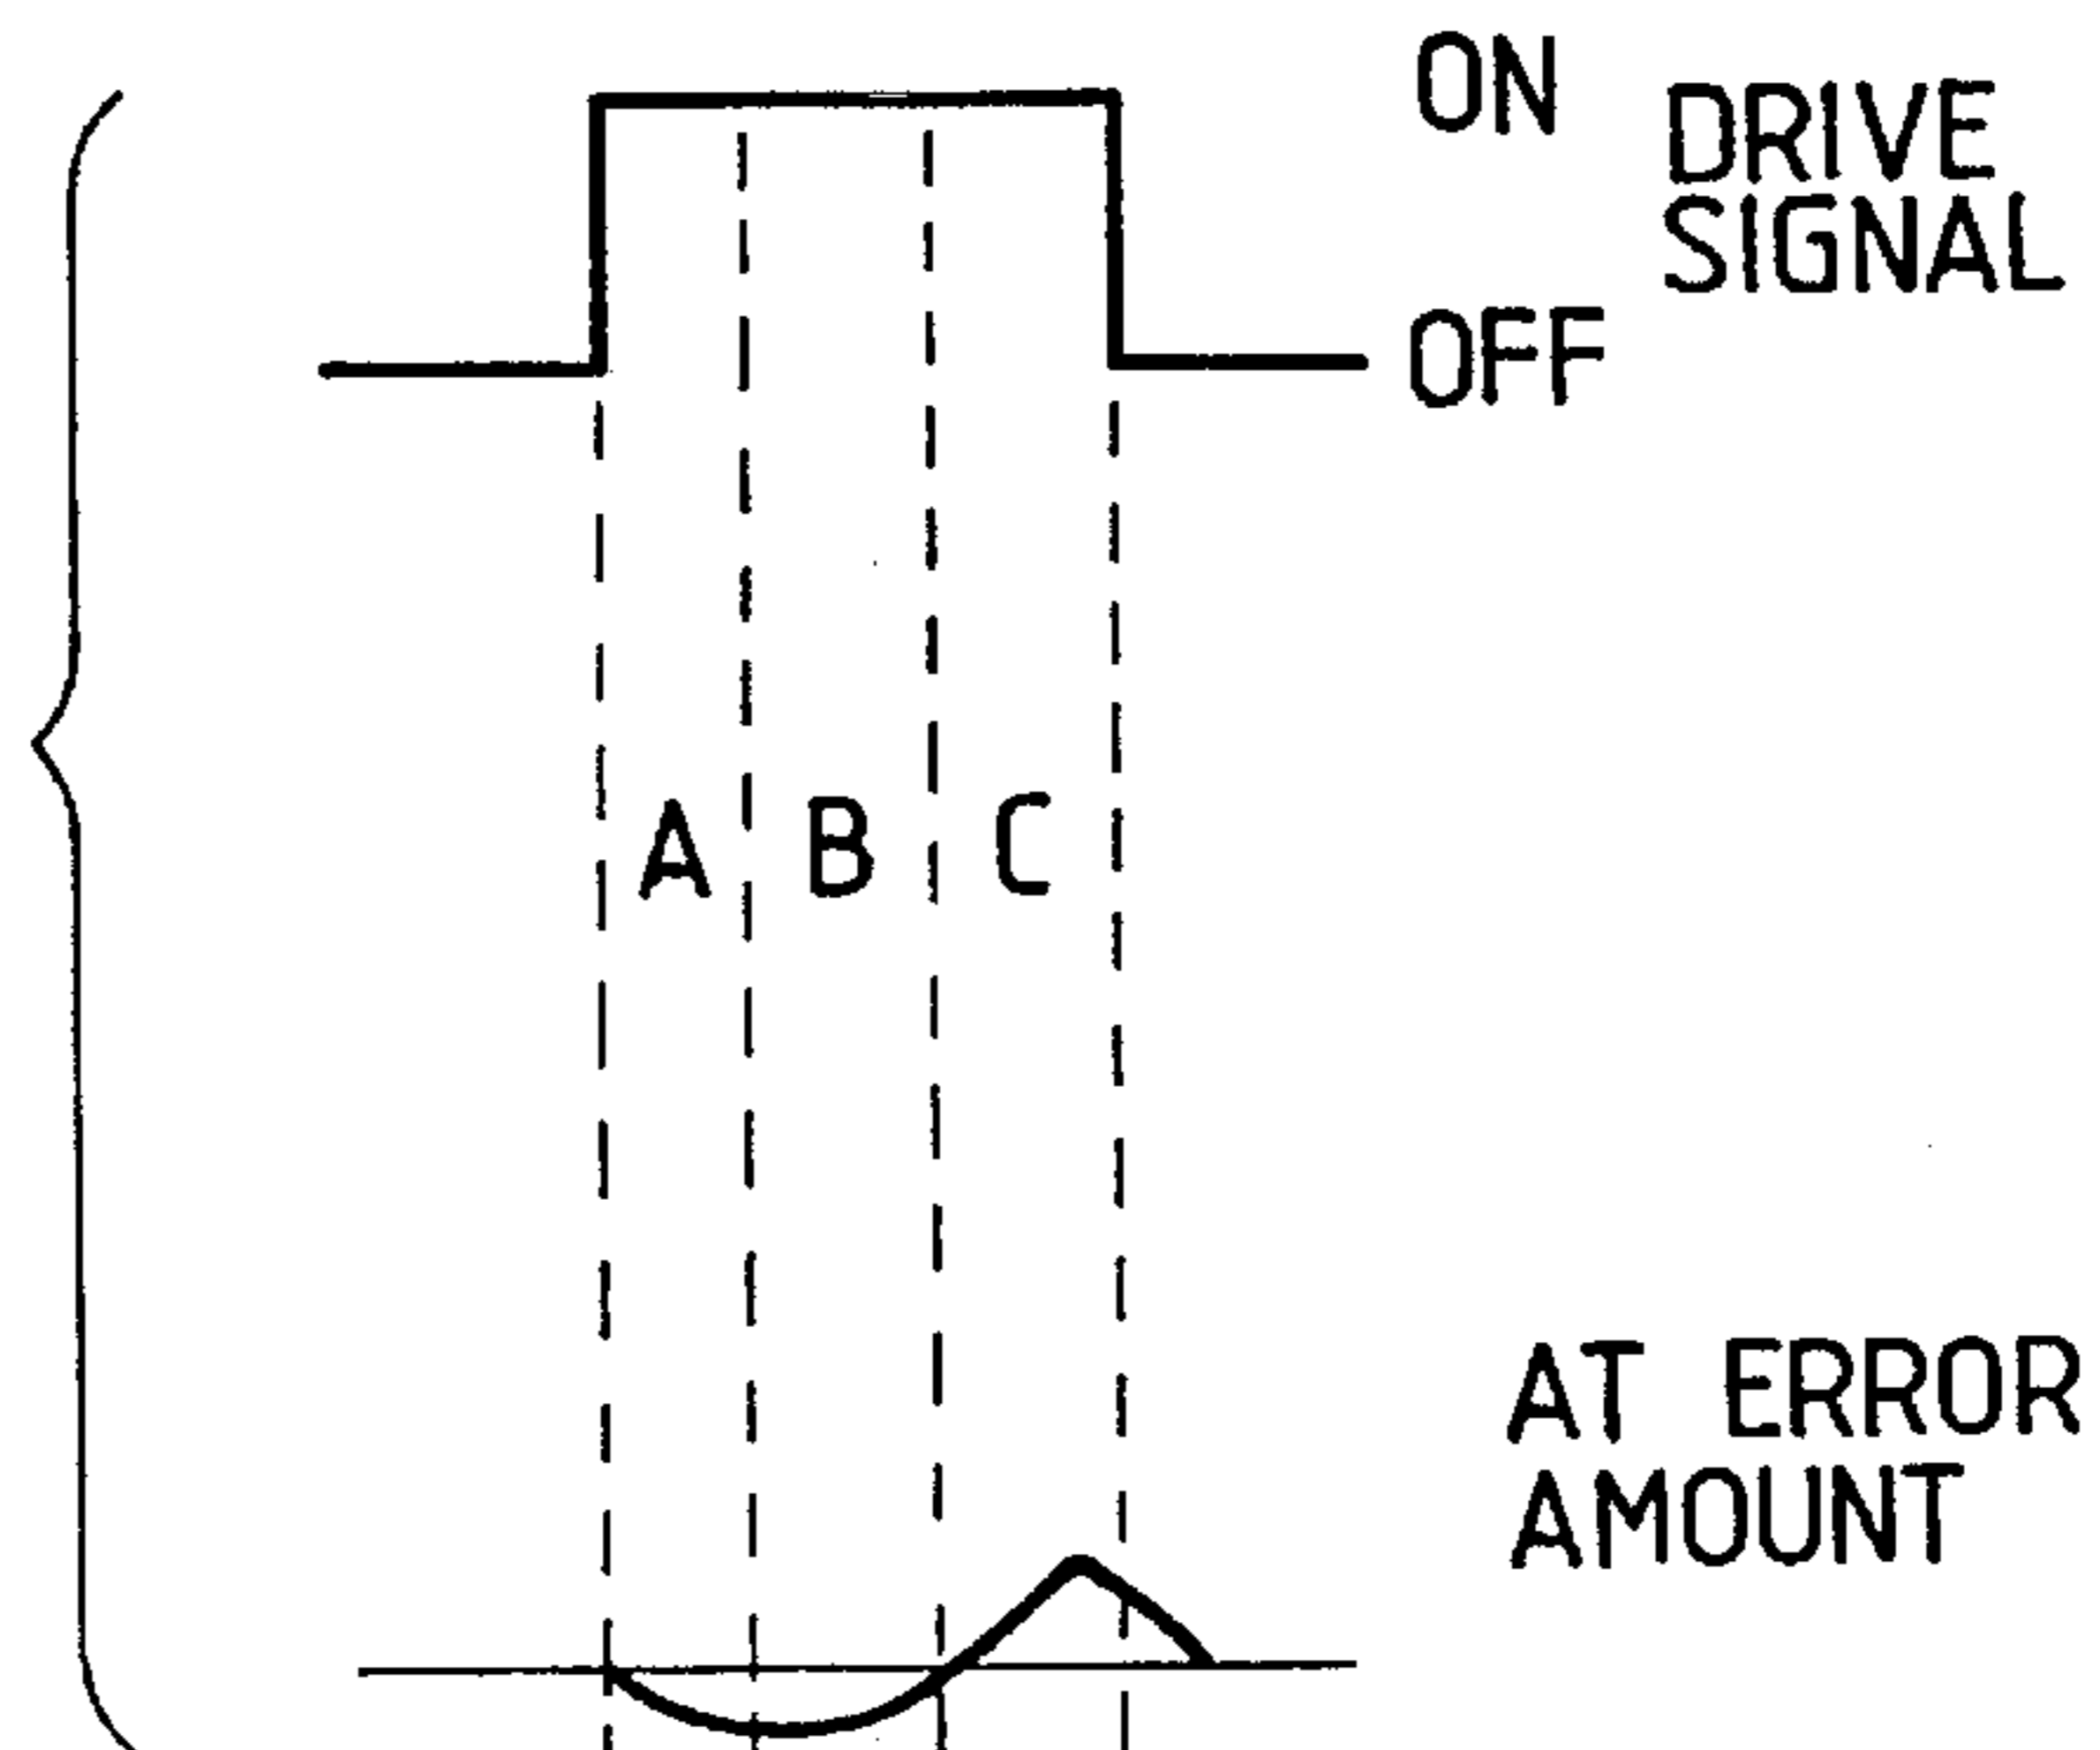 ON
DRIVE
SIGNAL
OFF
A B C
AT ERROR
AMOUNT